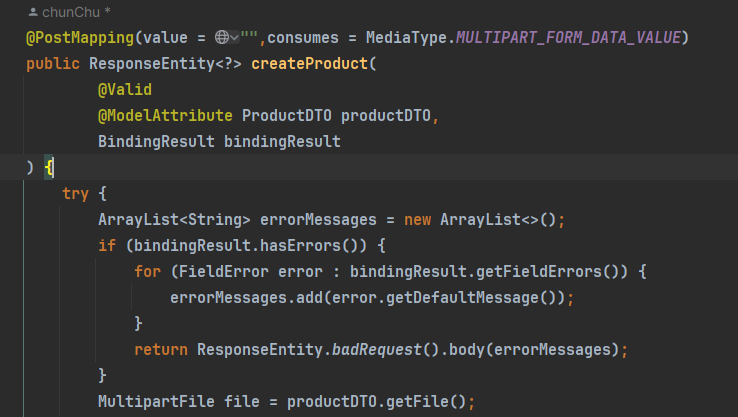 chunChu *
@PostMapping(value = "",consumes = MediaType.MULTIPART_FORM_DATA_VALUE)
public ResponseEntity<?> createProduct(
        @Valid
        @ModelAttribute ProductDTO productDTO,
        BindingResult bindingResult
) {
    try {
        ArrayList<String> errorMessages = new ArrayList<>();
        if (bindingResult.hasErrors()) {
            for (FieldError error : bindingResult.getFieldErrors()) {
                errorMessages.add(error.getDefaultMessage());
            }
            return ResponseEntity.badRequest().body(errorMessages);
        }
        MultipartFile file = productDTO.getFile();